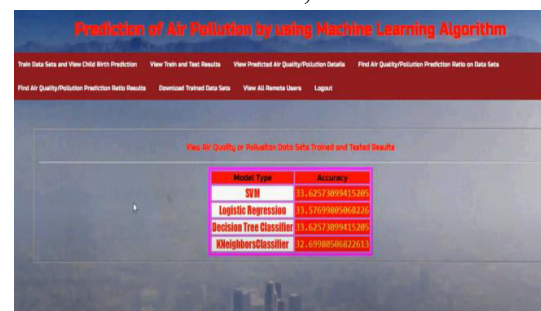 Prediction of Air Pollution by using Machine Learning Algorithm
Train Data Sets and View Child Birth Prediction View Train and Test Results View Predicted Air Quality/Pollution Details Find Air Quality/Pollution Prediction Ratio on Data Sets
Find Air Quality/Pollution Prediction Ratio Results Download Trained Data Sets View All Remote Users Logout
View Air Quality or Polluaiton Data Sets Trained and Tested Results
Model Type Accuracy
SVM 33.62573099415205
Logistic Regression 33.57699805068226
Decision Tree Classifier 33.62573099415205
KNeighborsClassifier 32.69980506822613